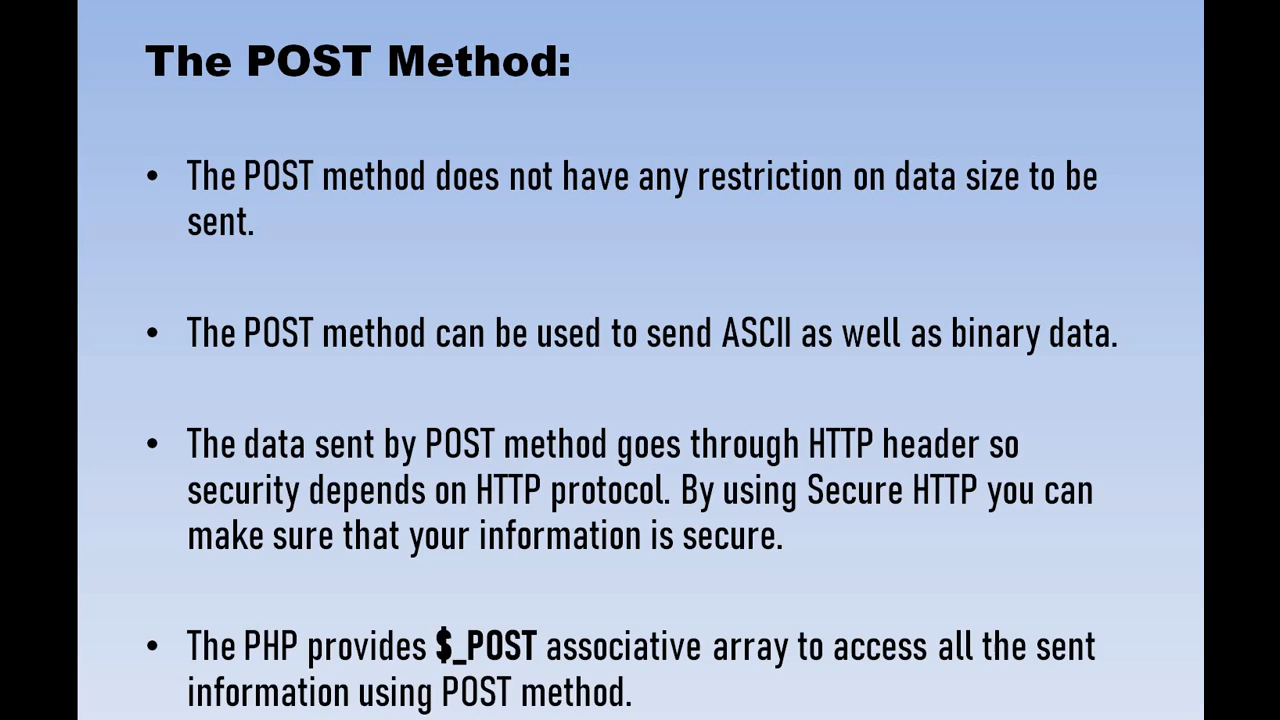 The POST Method:
• The POST method does not have any restriction on data size to be
sent.
• The POST method can be used to send ASCII as well as binary data.
• The data sent by POST method goes through HTTP header so
security depends on HTTP protocol. By using Secure HTTP you can
make sure that your information is secure.
• The PHP provides $_POST associative array to access all the sent
information using POST method.